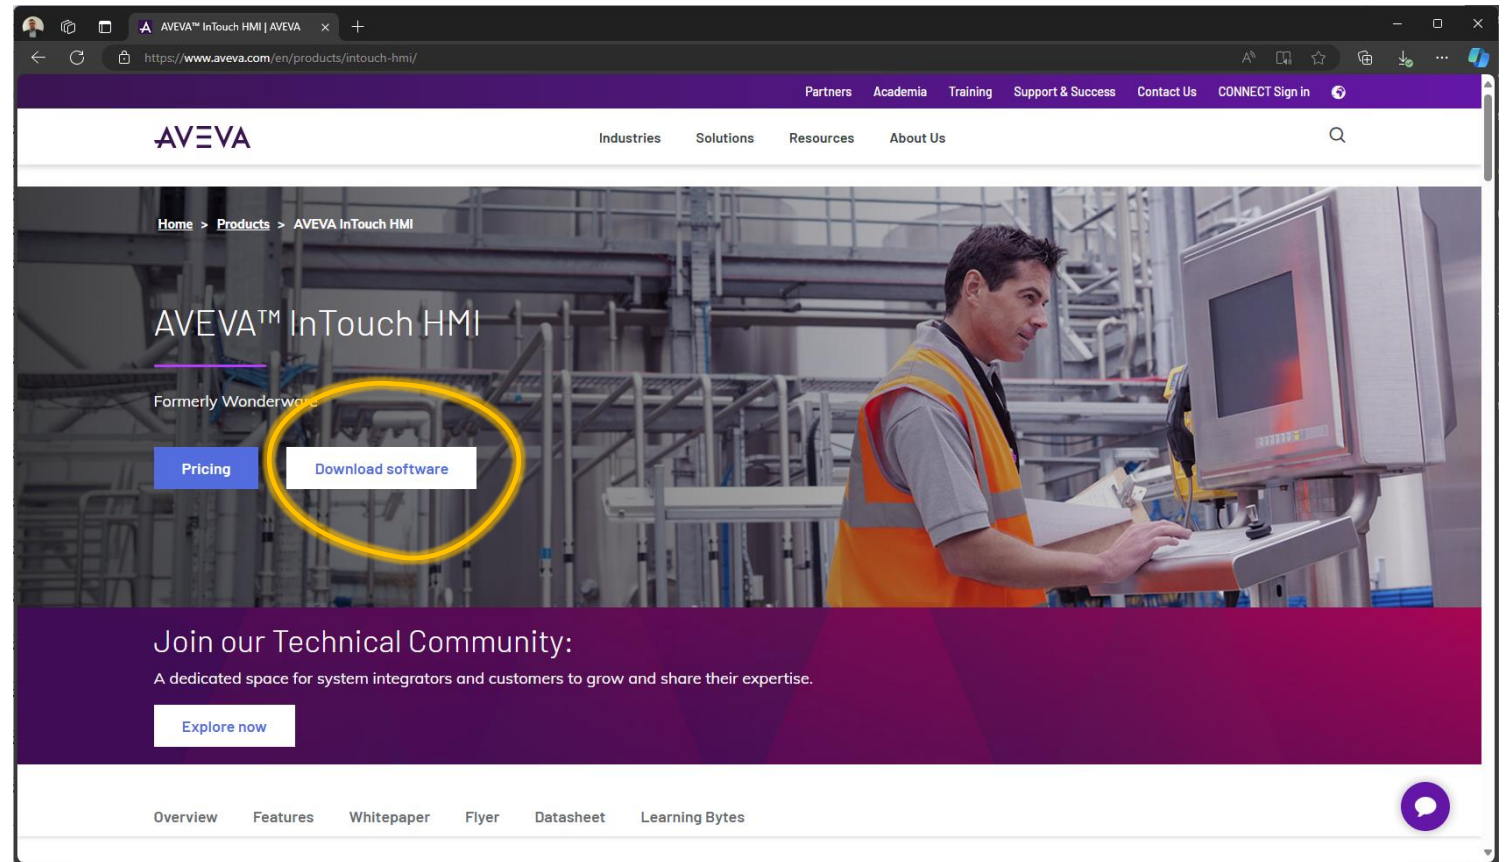 AVEVA™ InTouch HMI | AVEVA
https://www.aveva.com/en/products/intouch-hmi/
Partners Academia Training Support & Success Contact Us CONNECT Sign in
AVEVA
Industries Solutions Resources About Us
Home > Products > AVEVA InTouch HMI
AVEVA™ InTouch HMI
Formerly Wonderware
Pricing Download software
Join our Technical Community:
A dedicated space for system integrators and customers to grow and share their expertise.
Explore now
Overview Features Whitepaper Flyer Datasheet Learning Bytes